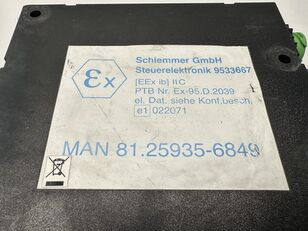 Schlemmer GmbH
Steuerelektronik 9533667
[EEx ib] IIC
PTB Nr. Ex-95.D.2039
el. Dat. siehe Konf.besch.
e1 022071
εx
MAN 81.25935-6849